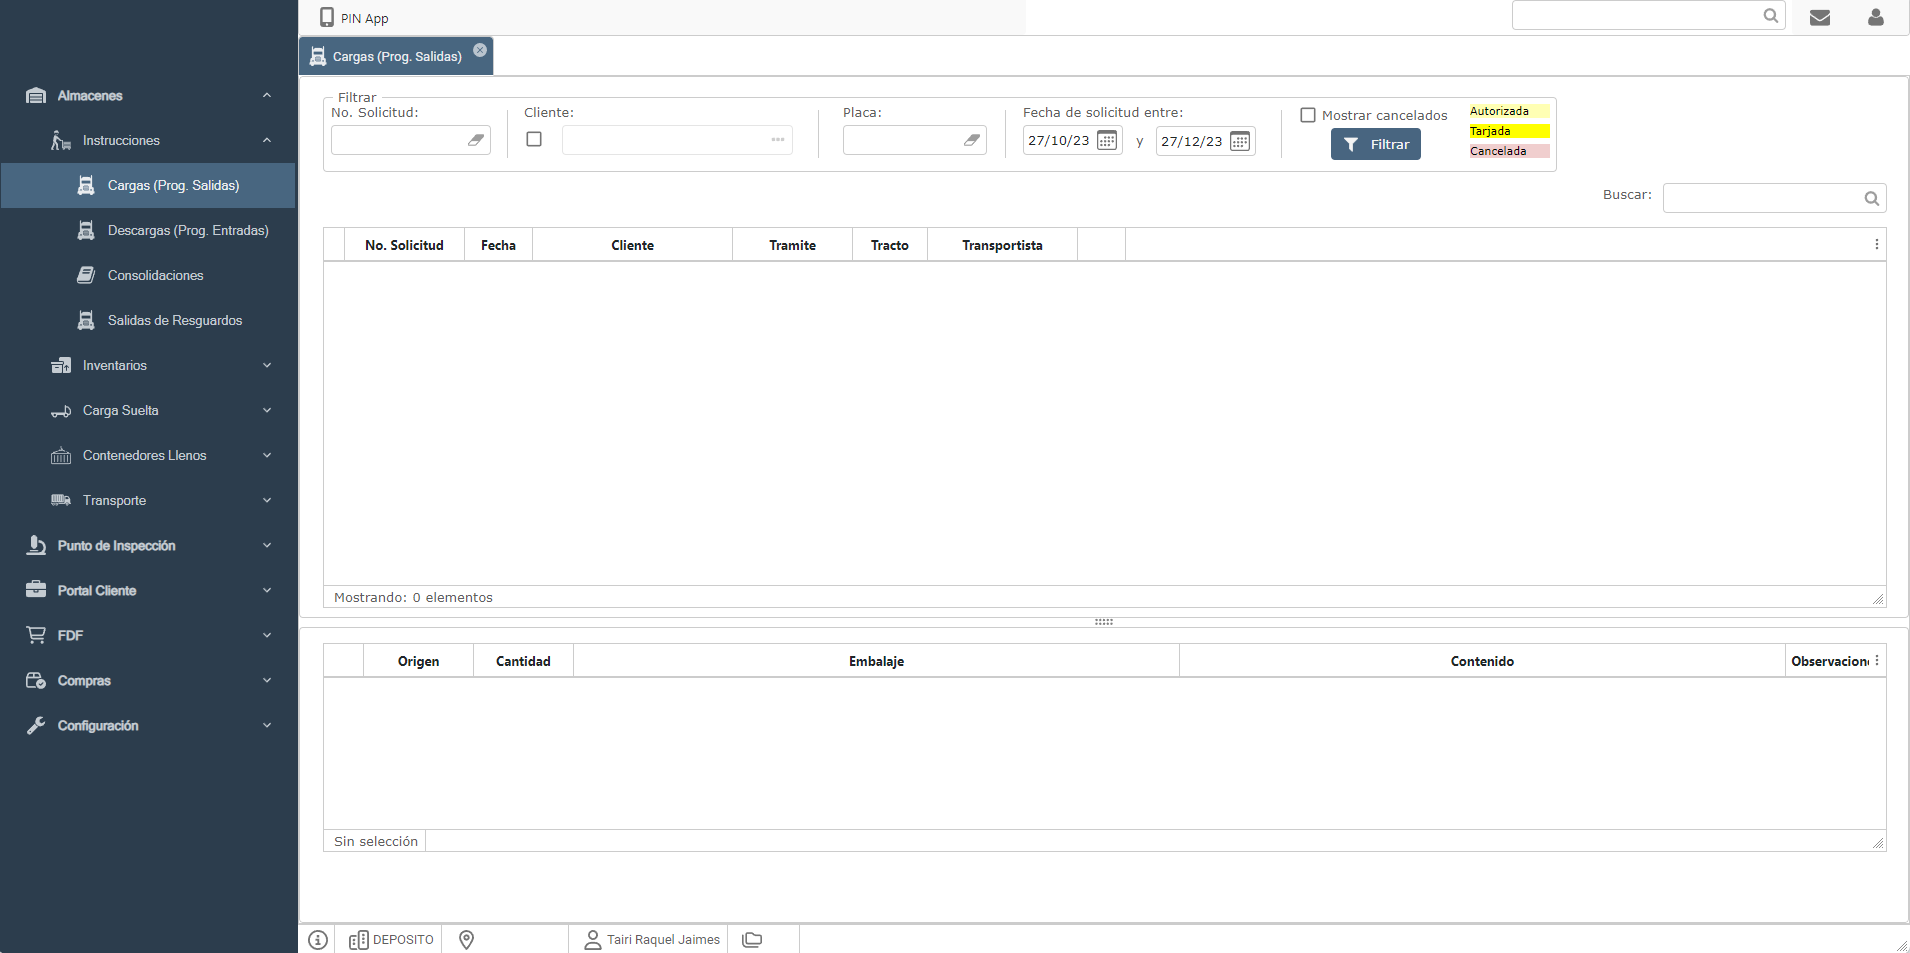 PIN App
Cargas (Prog. Salidas)
Almacenes
Instrucciones
Cargas (Prog. Salidas)
Descargas (Prog. Entradas)
Consolidaciones
Salidas de Resguardos
Inventarios
Carga Suelta
Contenedores Llenos
Transporte
Punto de Inspección
Portal Cliente
FDF
Compras
Configuración
Filtrar
No. Solicitud:
Cliente:
Placa:
Fecha de solicitud entre:
27/10/23 y 27/12/23
Mostrar cancelados
Filtrar
Autorizada
Tarjada
Cancelada
Buscar:
No. Solicitud Fecha Cliente Tramite Tracto Transportista
Mostrando: 0 elementos
Origen Cantidad Embalaje Contenido Observacion
Sin selección
DEPOSITO Tairi Raquel Jaimes